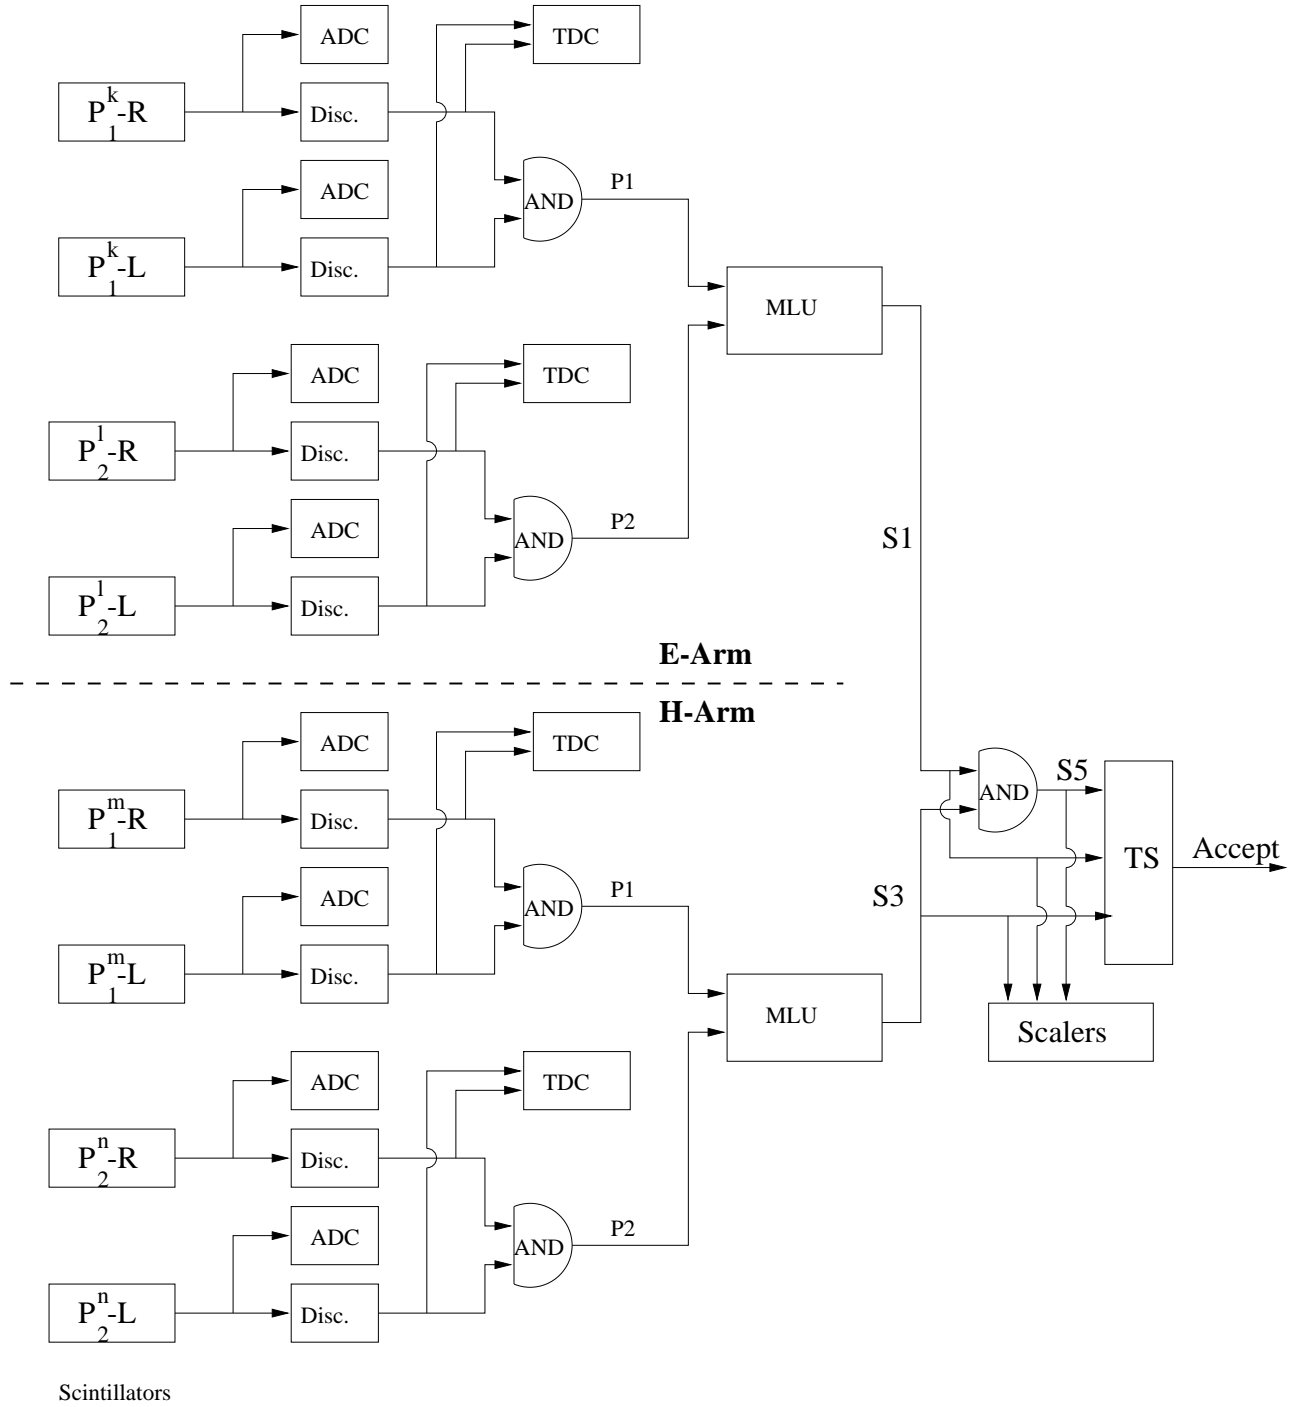 ADC
TDC
P₁ᵏ-R
Disc.
ADC
AND
P1
P₁ᵏ-L
Disc.
MLU
ADC
TDC
P₂ˡ-R
Disc.
ADC
AND
P2
S1
P₂ˡ-L
Disc.
E-Arm
H-Arm
ADC
TDC
P₁ᵐ-R
Disc.
AND
S5
TS
Accept
ADC
AND
P1
S3
P₁ᵐ-L
Disc.
MLU
Scalers
ADC
TDC
P₂ⁿ-R
Disc.
ADC
AND
P2
P₂ⁿ-L
Disc.
Scintillators